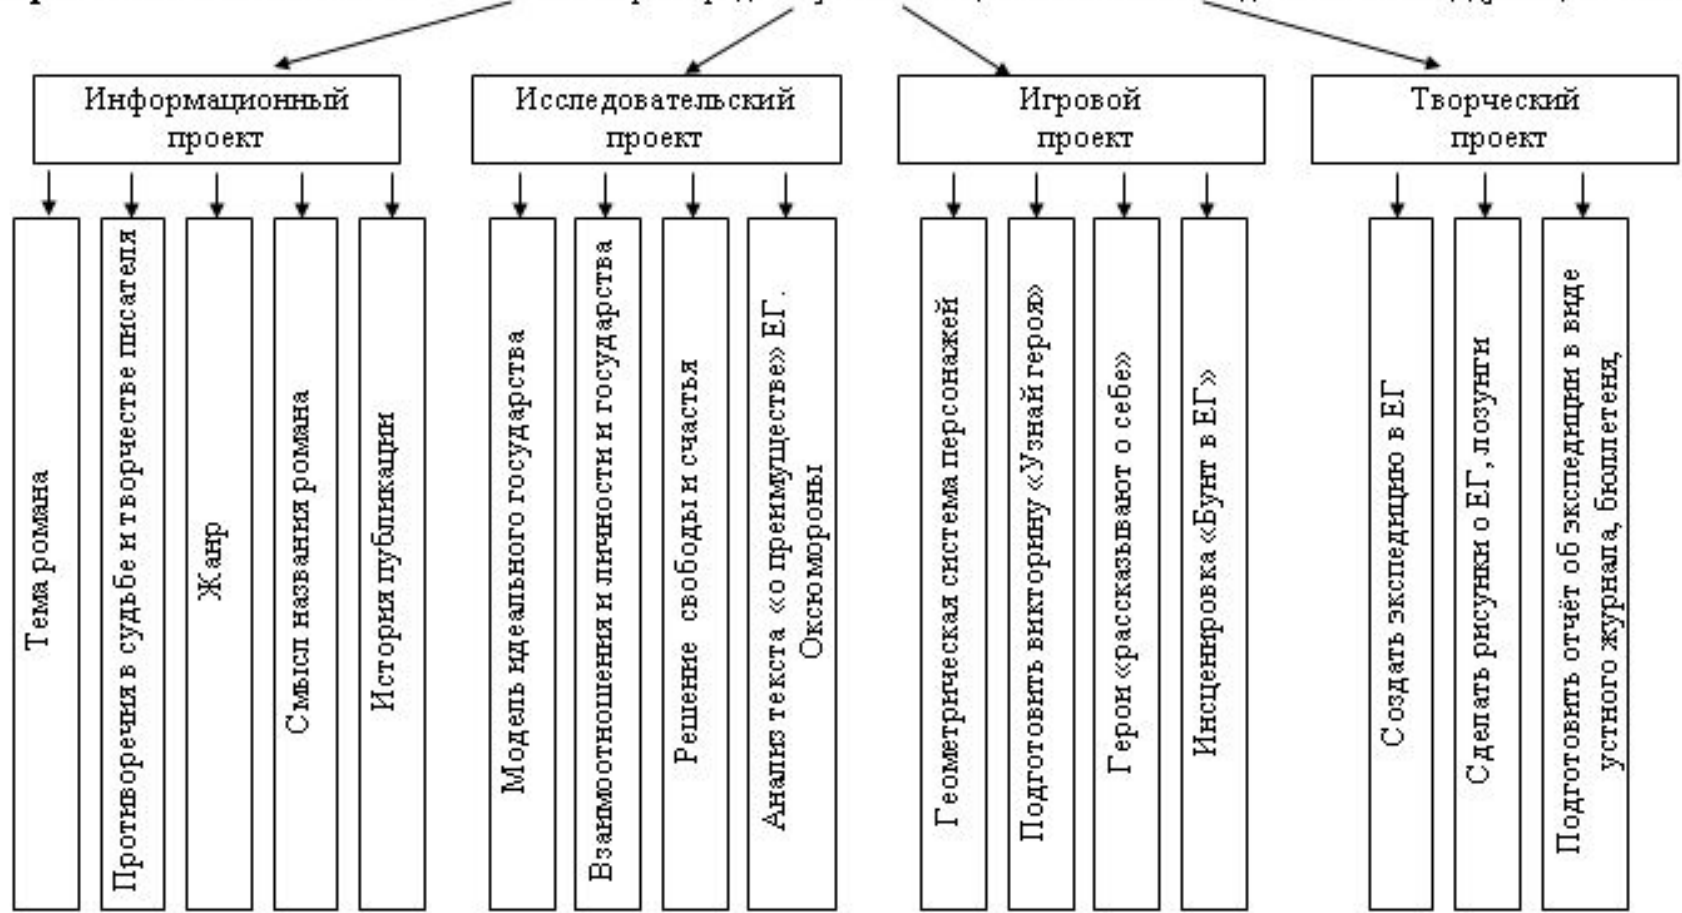 Информационный
проект
Исследовательский
проект
Игровой
проект
Творческий
проект
Тема романа
Противоречия в судьбе и творчестве писателя
Жанр
Смысл названия романа
История публикации
Модель идеального государства
Взаимоотношения и личности и государства
Решение свободы и счастья
Анализ текста «о преимуществе» ЕГ.
Оксюмороны
Геометрическая система персонажей
Подготовить викторину «Узнай героя»
Герои «рассказывают о себе»
Инсценировка «Бунт в ЕГ»
Создать экспедицию в ЕГ
Сделать рисунки о ЕГ, лозунги
Подготовить отчёт об экспедиции в виде
устного журнала, бюллетеня,